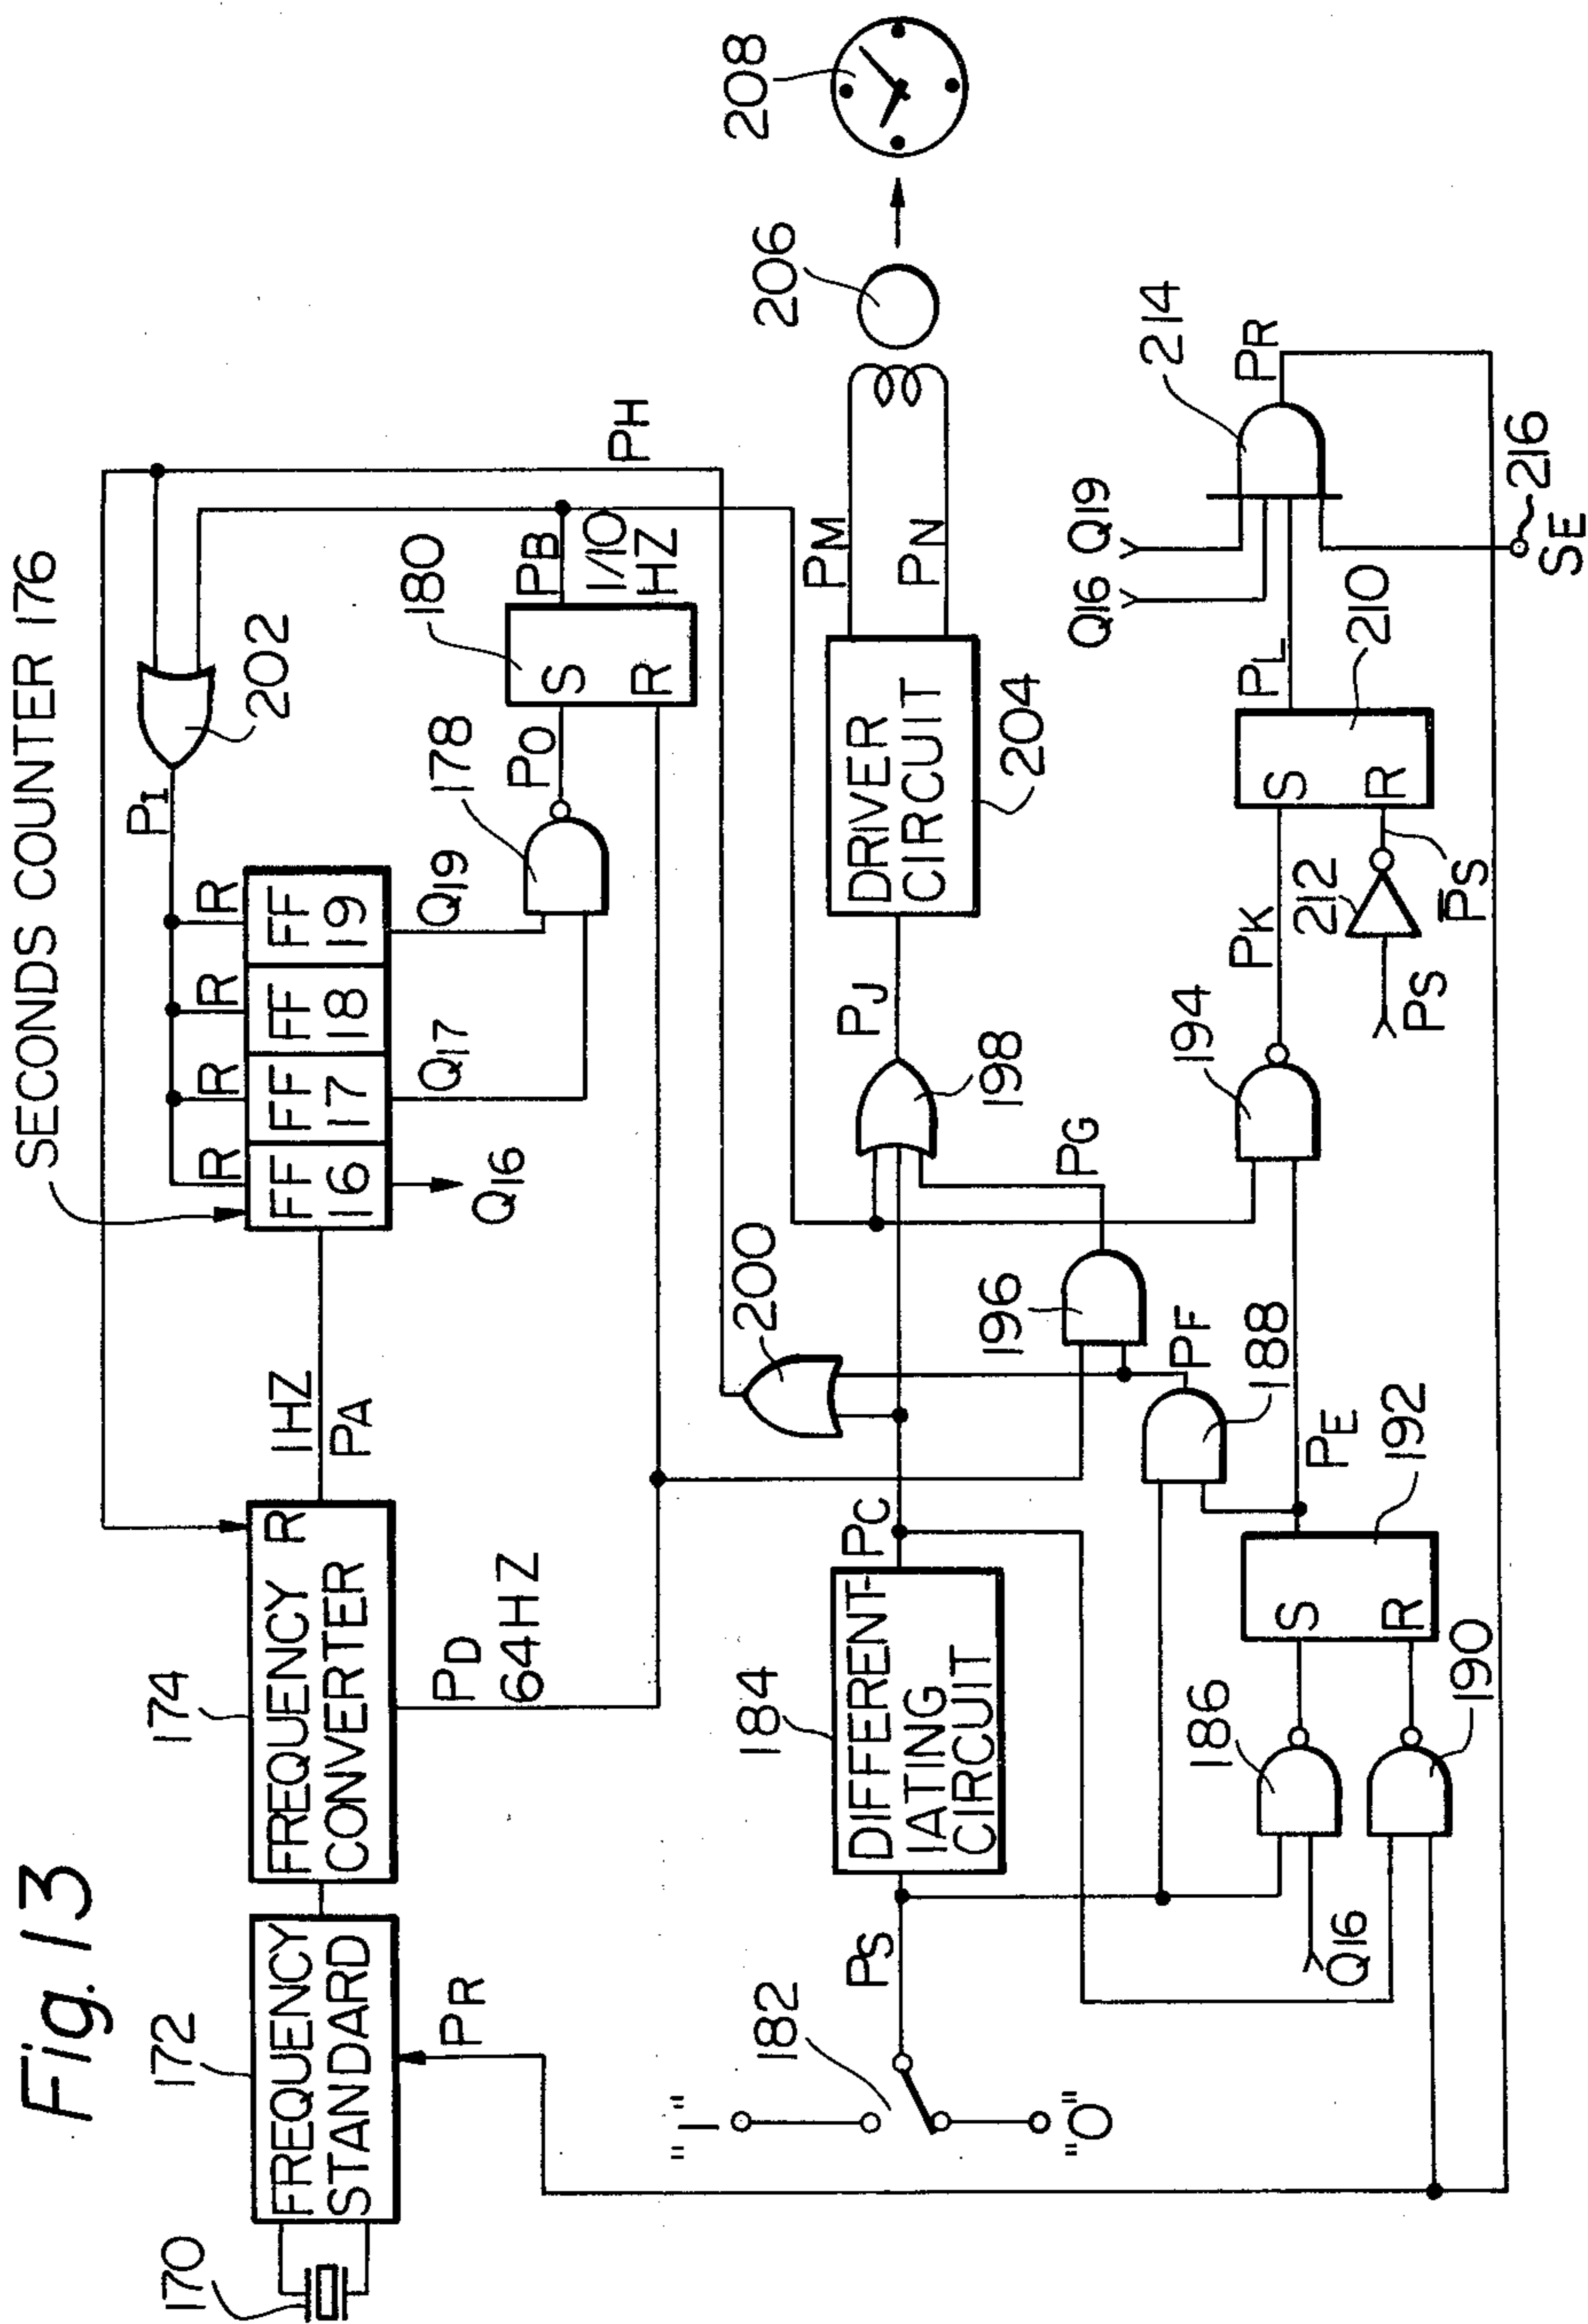 Fig. 13
SECONDS COUNTER 176
170
172
FREQUENCY
STANDARD
PR
174
FREQUENCY R
CONVERTER
1HZ
PA
PD
64HZ
R
R
R
R
FF
16
FF
17
FF
18
FF
19
Q16
Q17
Q19
PI
202
178
PO
180
S
R
PB
1/10
HZ
PH
"1"
182
"0"
PS
184
DIFFERENT-
IATING
CIRCUIT
PC
200
196
PG
198
PJ
DRIVER
CIRCUIT
204
PM
PN
206
208
Q16
186
190
S
R
192
PE
188
PF
194
PK
PS
212
PS
S
R
210
PL
Q16
Q19
214
PR
216
SE